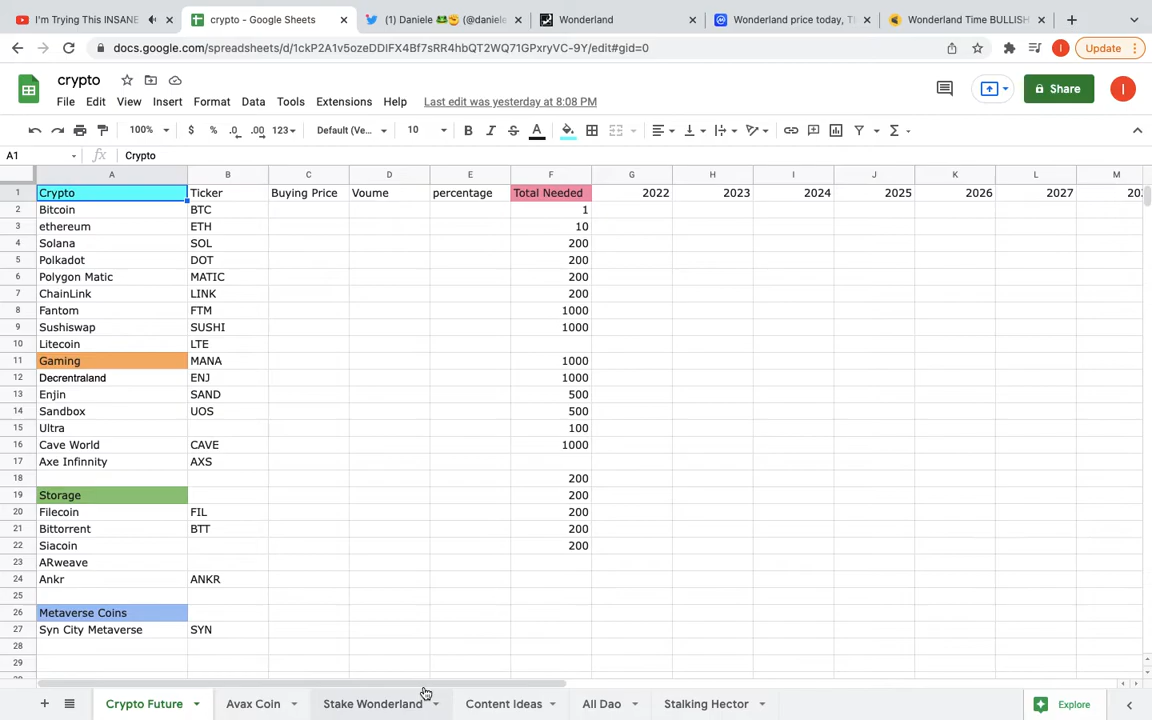 I'm Trying This INSANE
crypto - Google Sheets
(1) Daniele 🐸✊ (@daniele
Wonderland
Wonderland price today, T
Wonderland Time BULLISH
docs.google.com/spreadsheets/d/1ckP2A1v5ozeDDIFX4Bf7sRR4hbQT2WQ71GPxryVC-9Y/edit#gid=0
I
Update
crypto
File Edit View Insert Format Data Tools Extensions Help Last edit was yesterday at 8:08 PM
Share
I
100% $ % .0 .00 123 Default (Ve... 10 B I S A
A1 fx Crypto
A B C D E F G H I J K L M
1 Crypto Ticker Buying Price Voume percentage Total Needed 2022 2023 2024 2025 2026 2027 20
2 Bitcoin BTC 1
3 ethereum ETH 10
4 Solana SOL 200
5 Polkadot DOT 200
6 Polygon Matic MATIC 200
7 ChainLink LINK 200
8 Fantom FTM 1000
9 Sushiswap SUSHI 1000
10 Litecoin LTE
11 Gaming MANA 1000
12 Decrentraland ENJ 1000
13 Enjin SAND 500
14 Sandbox UOS 500
15 Ultra 100
16 Cave World CAVE 1000
17 Axe Infinnity AXS
18 200
19 Storage 200
20 Filecoin FIL 200
21 Bittorrent BTT 200
22 Siacoin 200
23 ARweave
24 Ankr ANKR
25
26 Metaverse Coins
27 Syn City Metaverse SYN
28
29
Crypto Future Avax Coin Stake Wonderland Content Ideas All Dao Stalking Hector Explore